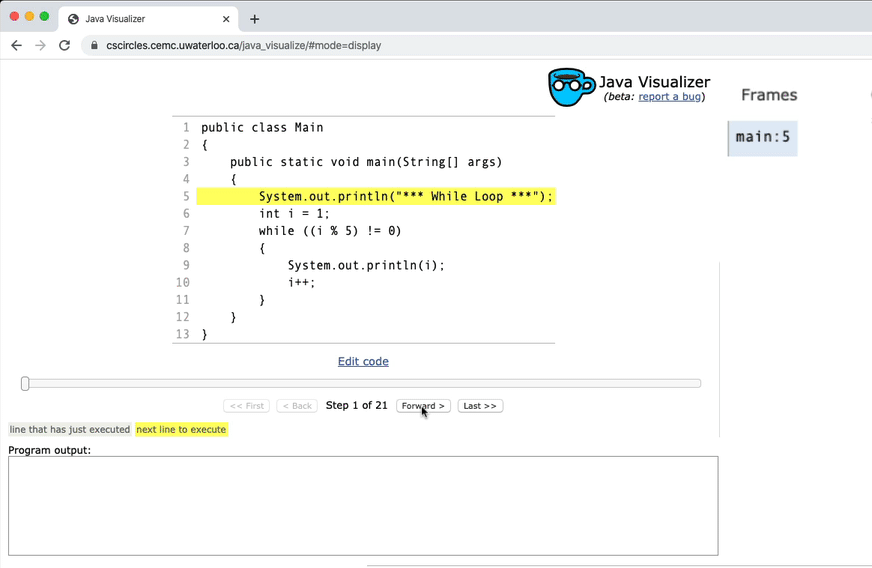 Java Visualizer
cscircles.cemc.uwaterloo.ca/java_visualize/#mode=display
Java Visualizer
(beta: report a bug)
Frames
main:5
1 public class Main
2 {
3     public static void main(String[] args)
4     {
5         System.out.println("*** While Loop ***");
6         int i = 1;
7         while ((i % 5) != 0)
8         {
9             System.out.println(i);
10             i++;
11         }
12     }
13 }
Edit code
<< First < Back Step 1 of 21 Forward > Last >>
line that has just executed next line to execute
Program output: